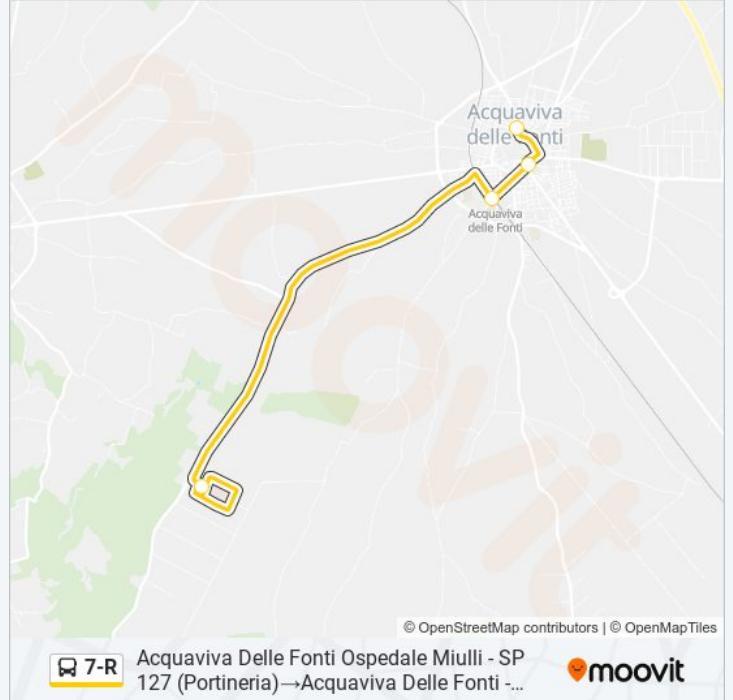 Acquaviva
delle Fonti
Acquaviva
delle Fonti
moovit
© OpenStreetMap contributors | © OpenMapTiles
7-R
Acquaviva Delle Fonti Ospedale Miulli - SP
127 (Portineria)→Acquaviva Delle Fonti -...
moovit